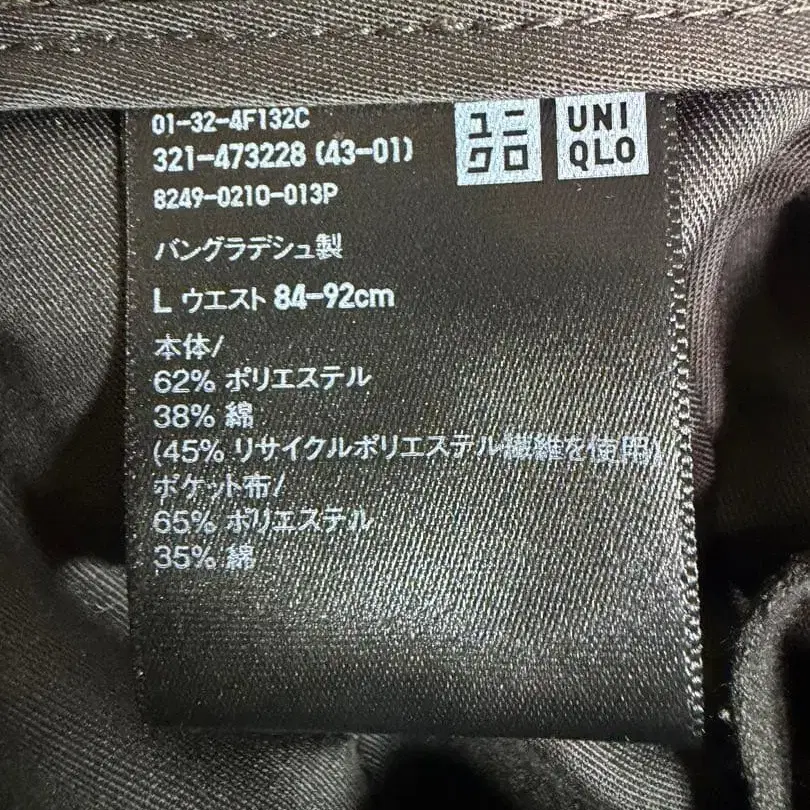 01-32-4F132C
321-473228 (43-01)
8249-0210-013P
ユニ
クロ
UNI
QLO
バングラデシュ製
L ウエスト 84-92cm
本体/
62% ポリエステル
38% 綿
(45% リサイクルポリエステル繊維を使用)
ポケット布/
65% ポリエステル
35% 綿